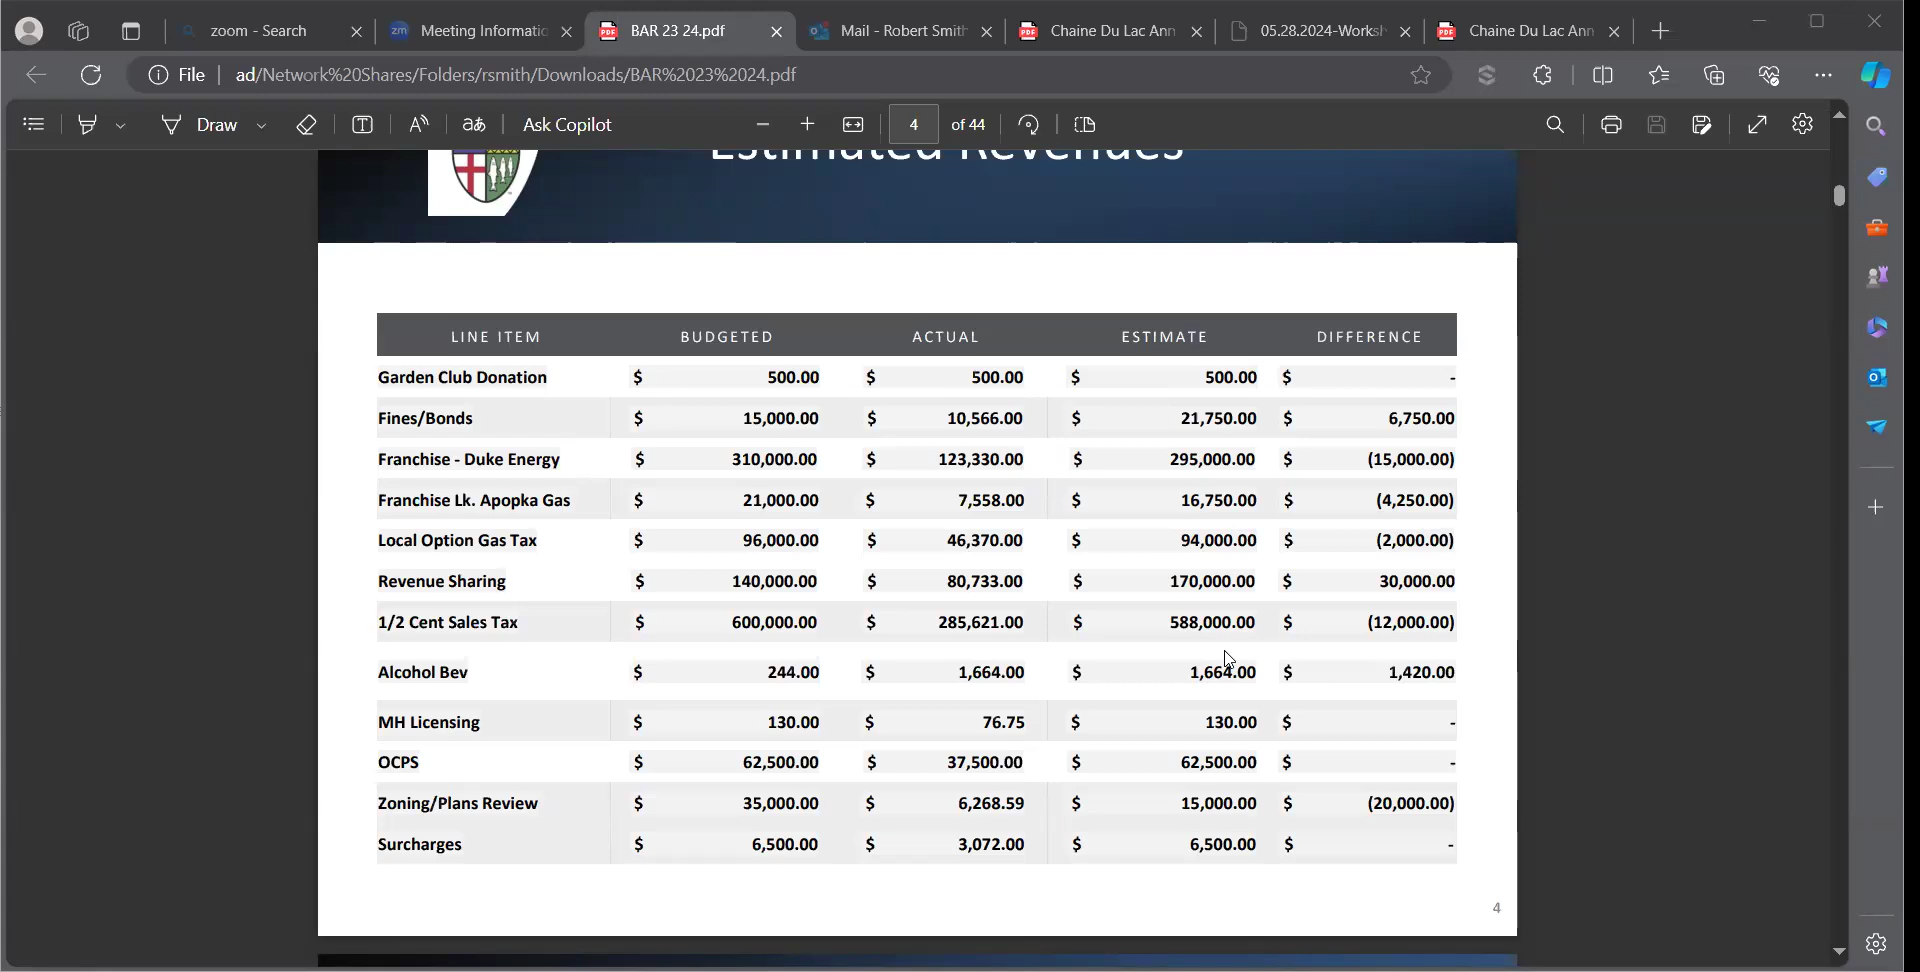 zoom - Search
Meeting Informatic
BAR 23 24.pdf
Mail - Robert Smith
Chaine Du Lac Ann
05.28.2024-Worksh
Chaine Du Lac Ann
File ad/Network%20Shares/Folders/rsmith/Downloads/BAR%2023%2024.pdf
Draw Ask Copilot 4 of 44
Estimated Revenues
LINE ITEM BUDGETED ACTUAL ESTIMATE DIFFERENCE
Garden Club Donation $ 500.00 $ 500.00 $ 500.00 $ -
Fines/Bonds $ 15,000.00 $ 10,566.00 $ 21,750.00 $ 6,750.00
Franchise - Duke Energy $ 310,000.00 $ 123,330.00 $ 295,000.00 $ (15,000.00)
Franchise Lk. Apopka Gas $ 21,000.00 $ 7,558.00 $ 16,750.00 $ (4,250.00)
Local Option Gas Tax $ 96,000.00 $ 46,370.00 $ 94,000.00 $ (2,000.00)
Revenue Sharing $ 140,000.00 $ 80,733.00 $ 170,000.00 $ 30,000.00
1/2 Cent Sales Tax $ 600,000.00 $ 285,621.00 $ 588,000.00 $ (12,000.00)
Alcohol Bev $ 244.00 $ 1,664.00 $ 1,664.00 $ 1,420.00
MH Licensing $ 130.00 $ 76.75 $ 130.00 $ -
OCPS $ 62,500.00 $ 37,500.00 $ 62,500.00 $ -
Zoning/Plans Review $ 35,000.00 $ 6,268.59 $ 15,000.00 $ (20,000.00)
Surcharges $ 6,500.00 $ 3,072.00 $ 6,500.00 $ -
4